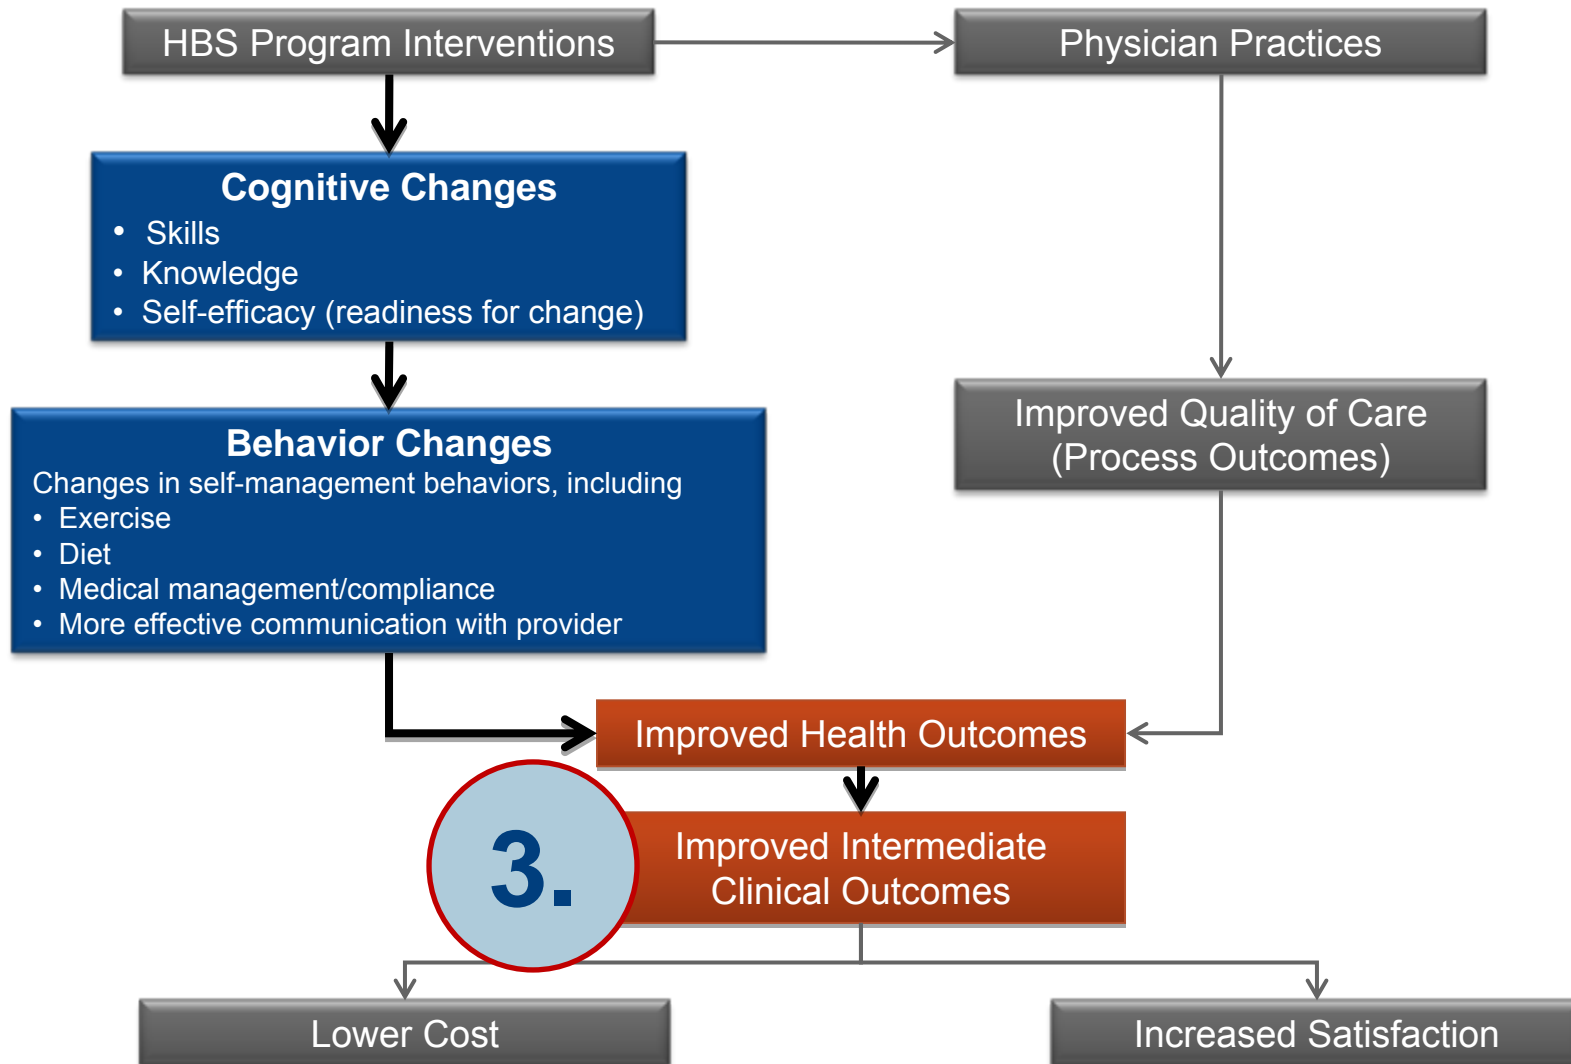 HBS Program Interventions
Physician Practices
Cognitive Changes
• Skills
• Knowledge
• Self-efficacy (readiness for change)
Behavior Changes
Changes in self-management behaviors, including
• Exercise
• Diet
• Medical management/compliance
• More effective communication with provider
Improved Quality of Care
(Process Outcomes)
Improved Health Outcomes
3.
Improved Intermediate
Clinical Outcomes
Lower Cost
Increased Satisfaction